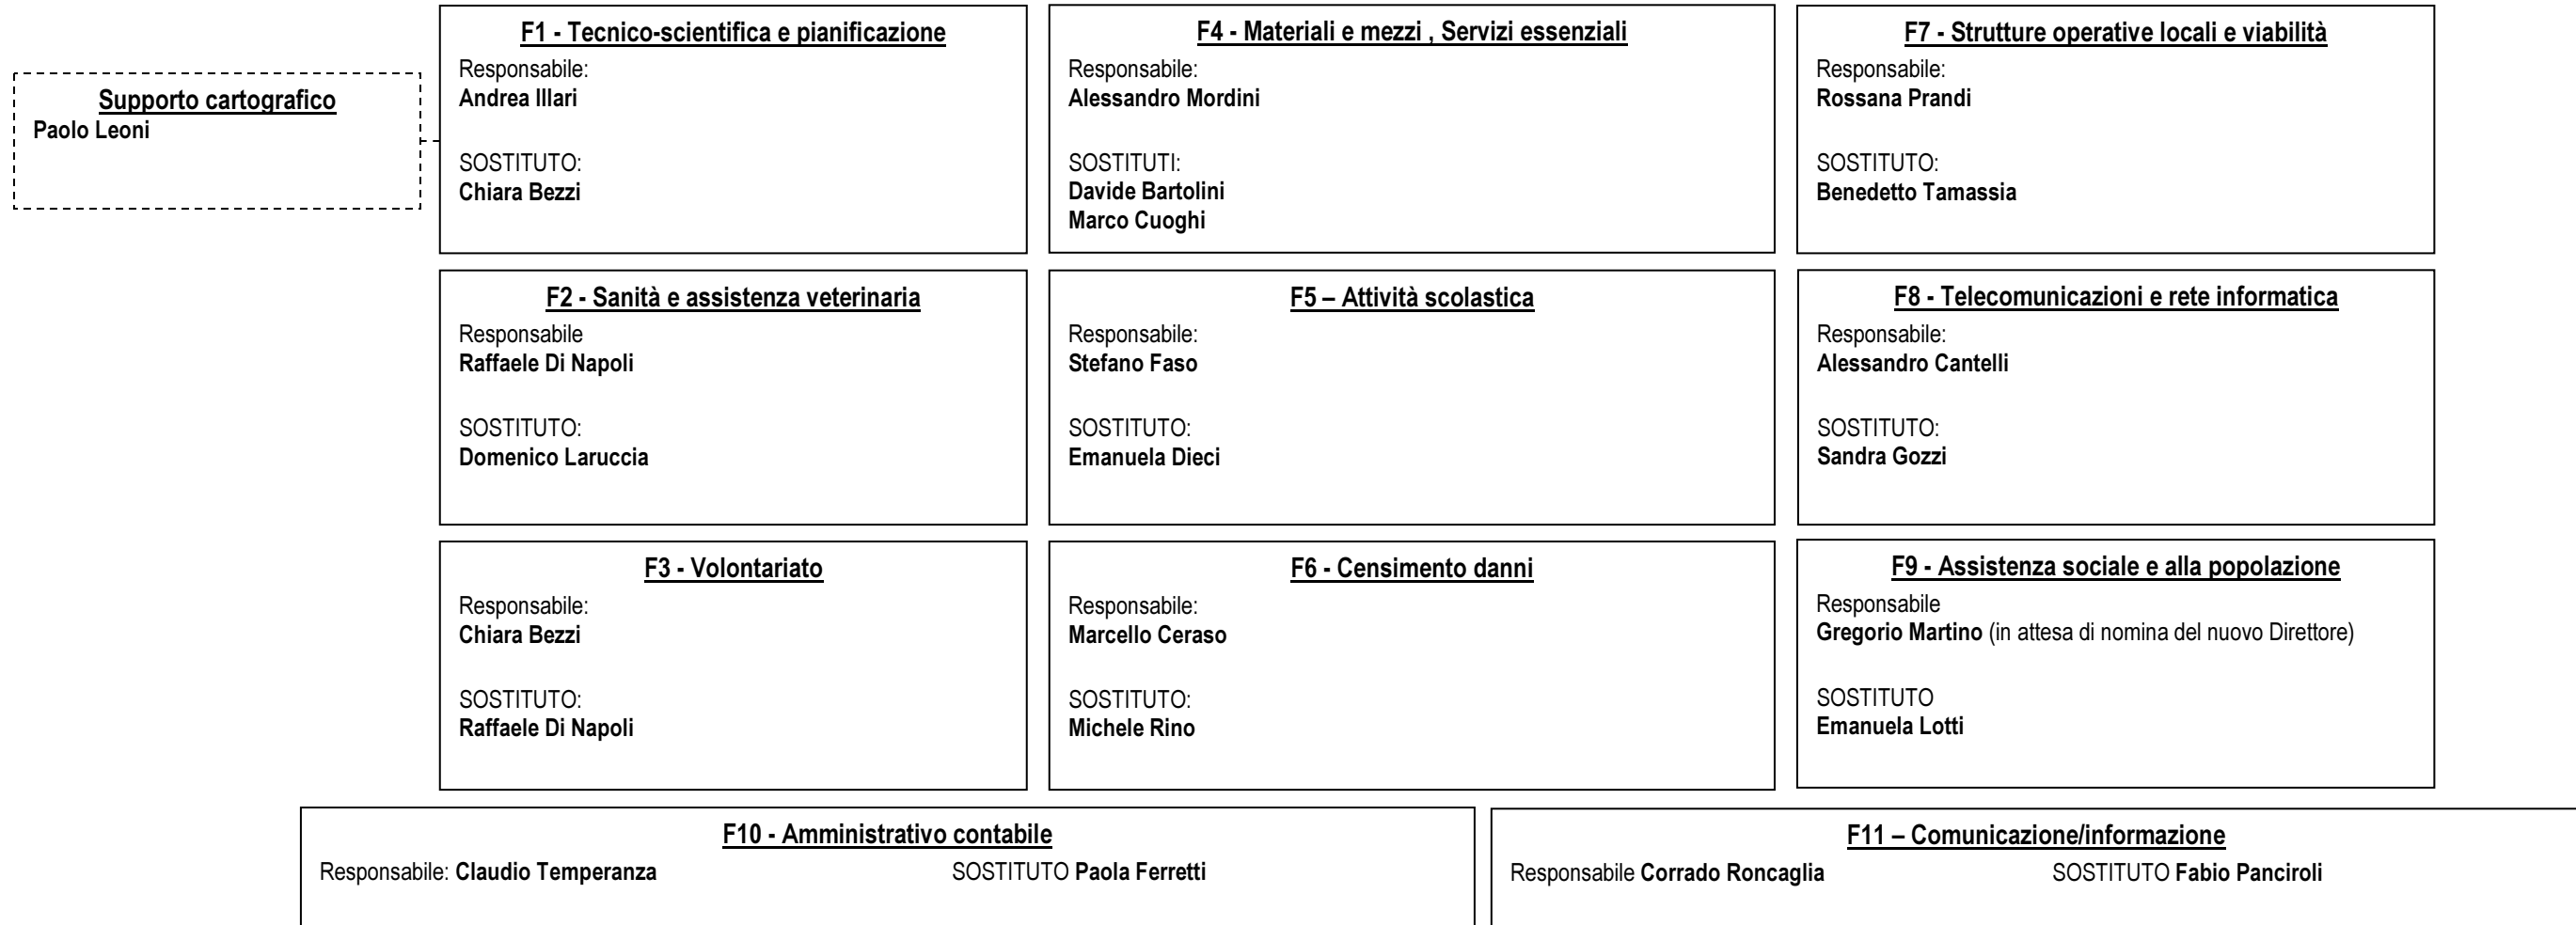 Supporto cartografico
Paolo Leoni
F1 - Tecnico-scientifica e pianificazione
Responsabile:
Andrea Illari
SOSTITUTO:
Chiara Bezzi
F4 - Materiali e mezzi , Servizi essenziali
Responsabile:
Alessandro Mordini
SOSTITUTI:
Davide Bartolini
Marco Cuoghi
F7 - Strutture operative locali e viabilità
Responsabile:
Rossana Prandi
SOSTITUTO:
Benedetto Tamassia
F2 - Sanità e assistenza veterinaria
Responsabile
Raffaele Di Napoli
SOSTITUTO:
Domenico Laruccia
F5 – Attività scolastica
Responsabile:
Stefano Faso
SOSTITUTO:
Emanuela Dieci
F8 - Telecomunicazioni e rete informatica
Responsabile:
Alessandro Cantelli
SOSTITUTO:
Sandra Gozzi
F3 - Volontariato
Responsabile:
Chiara Bezzi
SOSTITUTO:
Raffaele Di Napoli
F6 - Censimento danni
Responsabile:
Marcello Ceraso
SOSTITUTO:
Michele Rino
F9 - Assistenza sociale e alla popolazione
Responsabile
Gregorio Martino (in attesa di nomina del nuovo Direttore)
SOSTITUTO
Emanuela Lotti
F10 - Amministrativo contabile
Responsabile: Claudio Temperanza SOSTITUTO Paola Ferretti
F11 – Comunicazione/informazione
Responsabile Corrado Roncaglia SOSTITUTO Fabio Panciroli